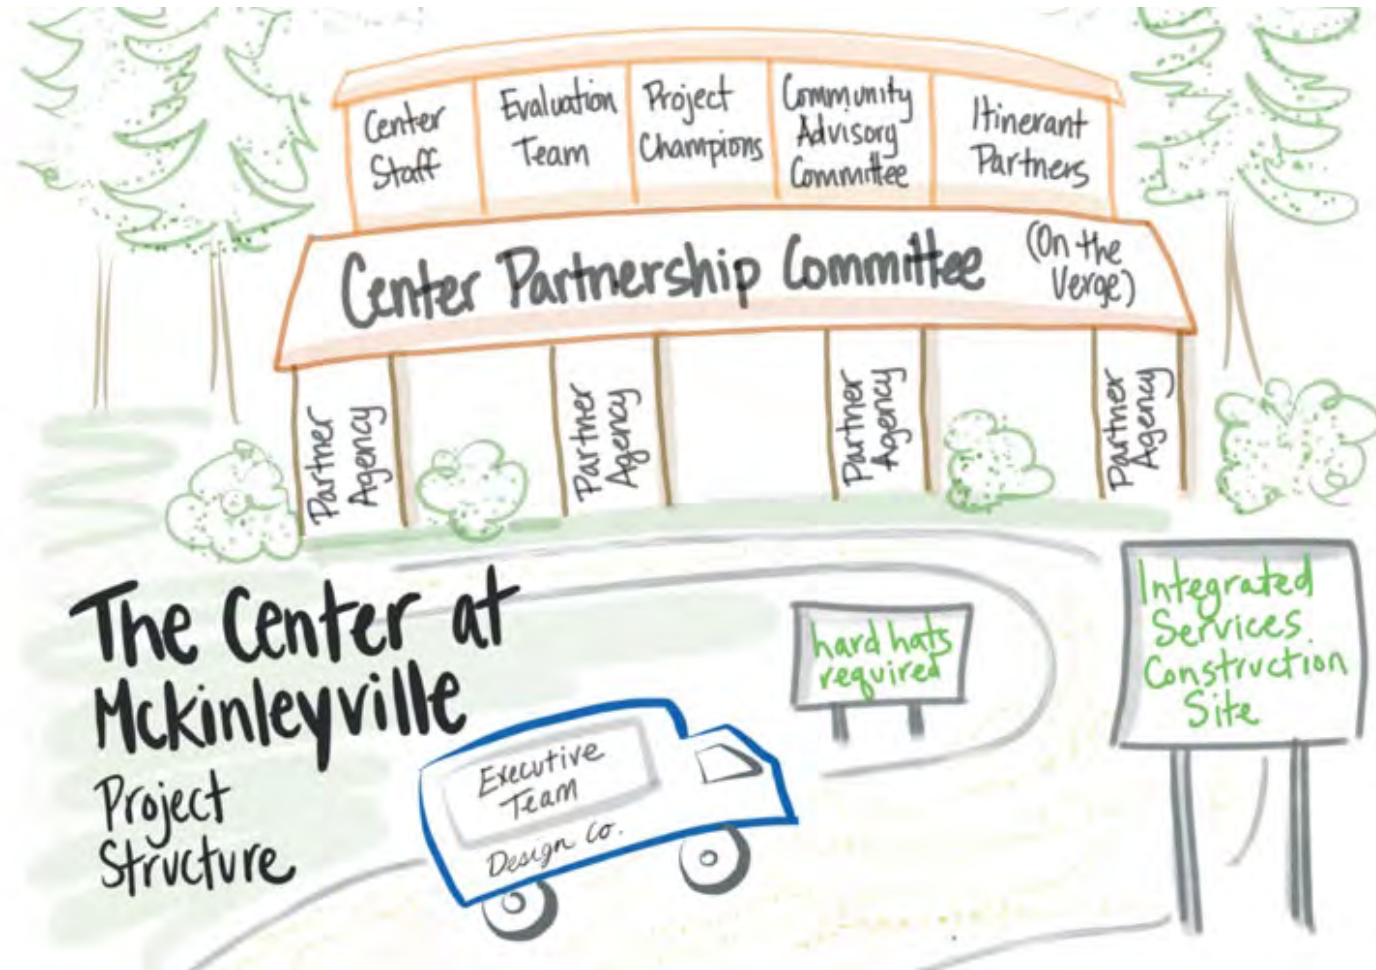 Center
Staff
Evaluation
Team
Project
Champions
Community
Advisory
Committee
Itinerant
Partners
Center Partnership Committee
(On the
Verge)
Partner
Agency
Partner
Agency
Partner
Agency
Partner
Agency
The Center at
Mckinleyville
Project
Structure
hard hats
required
Integrated
Services
Construction
Site
Executive
Team
Design Co.